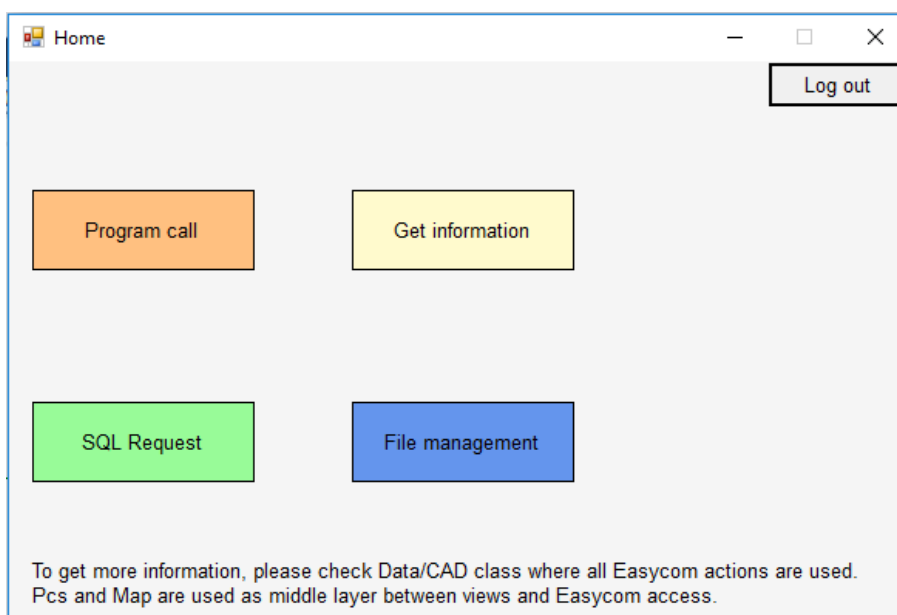 Home
Log out
Program call
Get information
SQL Request
File management
To get more information, please check Data/CAD class where all Easycom actions are used.
Pcs and Map are used as middle layer between views and Easycom access.